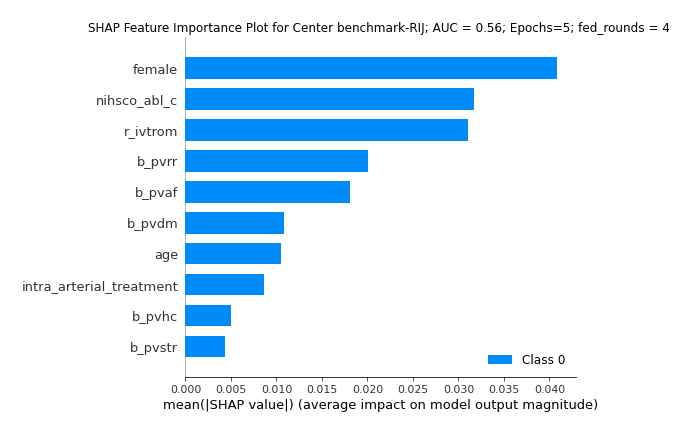 SHAP Feature Importance Plot for Center benchmark-RIJ; AUC = 0.56; Epochs=5; fed_rounds = 4
female
nihsco_abl_c
r_ivtrom
b_pvrr
b_pvaf
b_pvdm
age
intra_arterial_treatment
b_pvhc
b_pvstr
Class 0
0.000 0.005 0.010 0.015 0.020 0.025 0.030 0.035 0.040
mean(|SHAP value|) (average impact on model output magnitude)